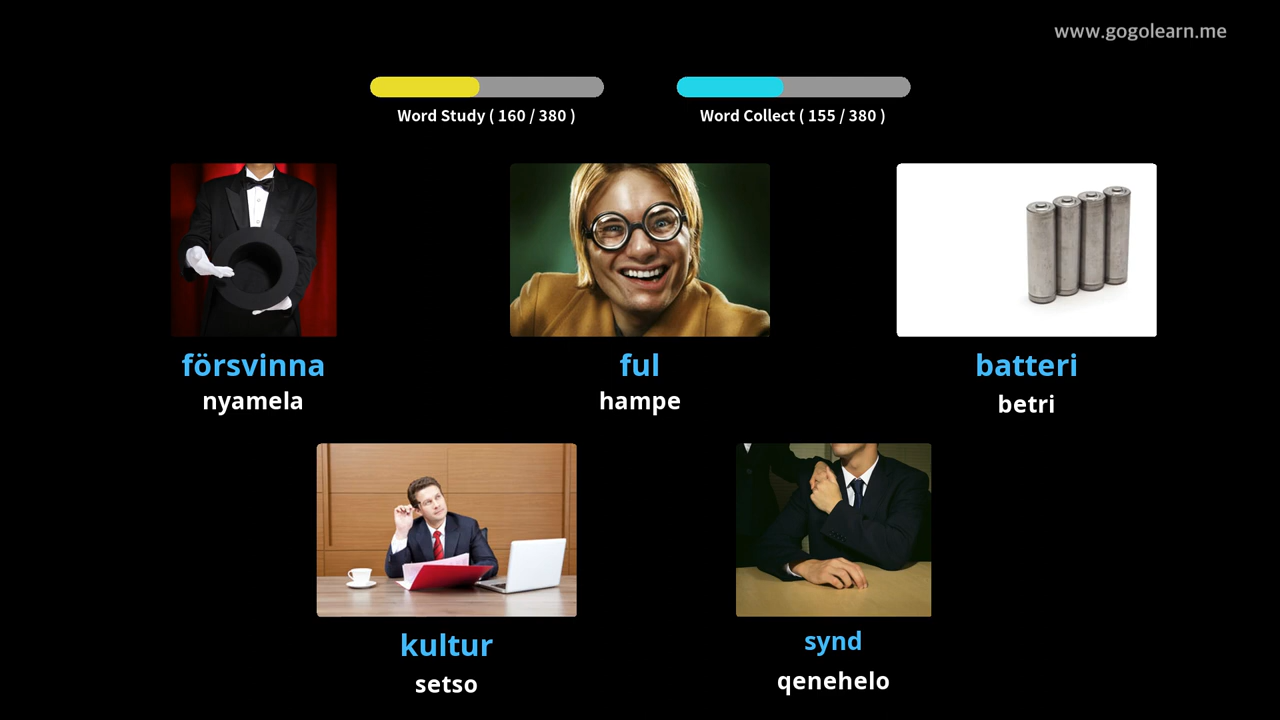 www.gogolearn.me
Word Study ( 160 / 380 )
Word Collect ( 155 / 380 )
försvinna
nyamela
ful
hampe
batteri
betri
kultur
setso
synd
qenehelo